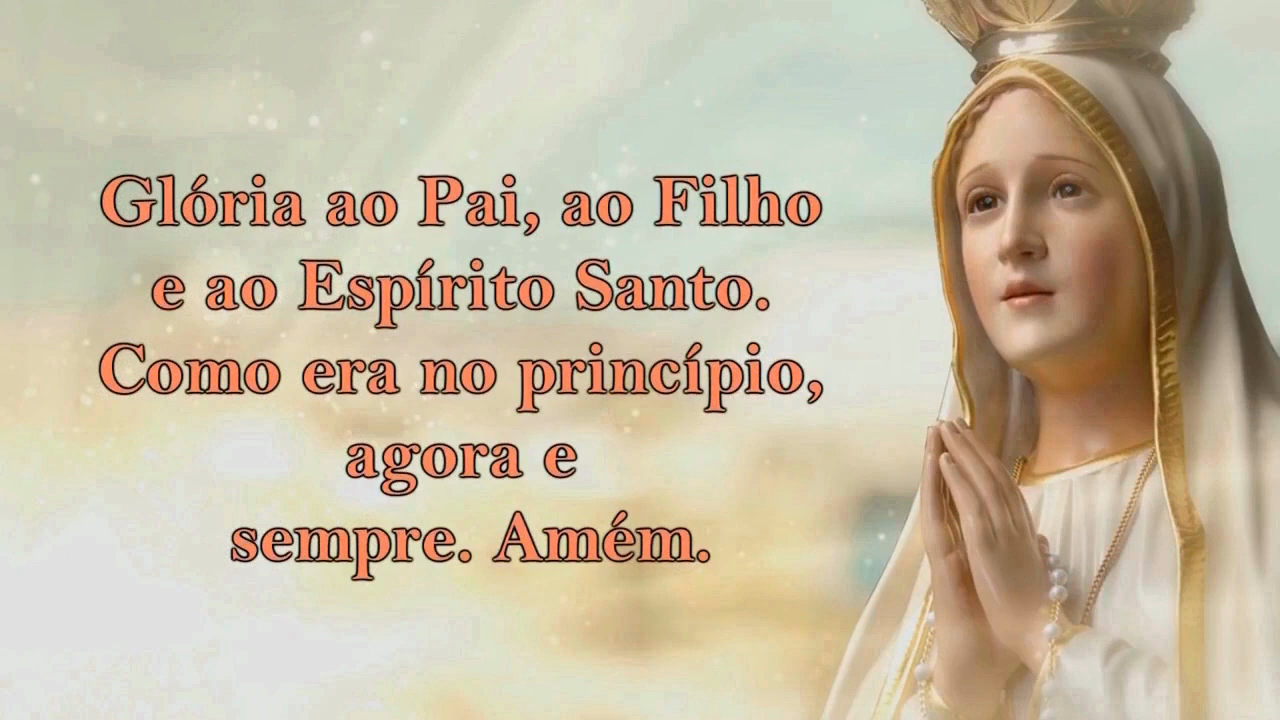 Glória ao Pai, ao Filho
e ao Espírito Santo.
Como era no princípio,
agora e
sempre. Amém.